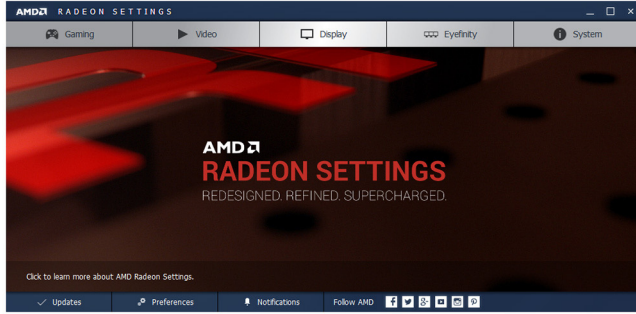 AMD RADEON SETTINGS
Gaming Video Display Eyefinity System
AMD
RADEON SETTINGS
REDESIGNED. REFINED. SUPERCHARGED.
Click to learn more about AMD Radeon Settings.
Updates Preferences Notifications Follow AMD